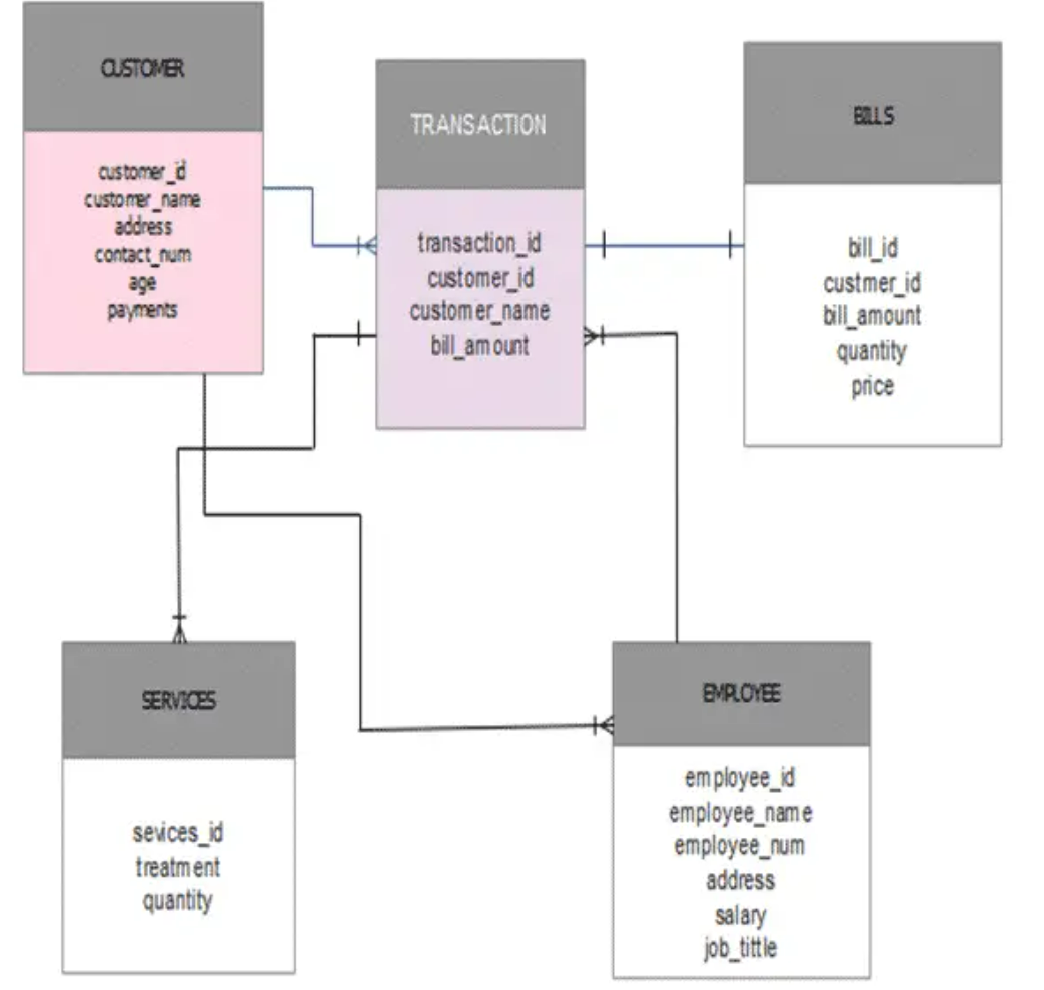 CUSTOMER
customer_id
customer_name
address
contact_num
age
payments
TRANSACTION
transaction_id
customer_id
customer_name
bill_amount
BILLS
bill_id
custmer_id
bill_amount
quantity
price
SERVICES
sevices_id
treatment
quantity
EMPLOYEE
employee_id
employee_name
employee_num
address
salary
job_tittle